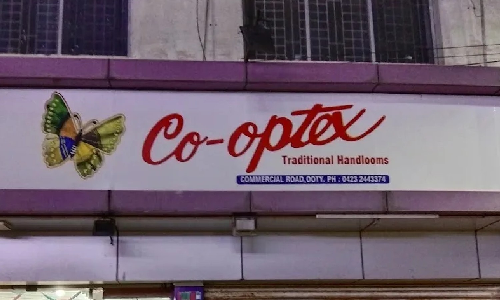 Co-optex
Traditional Handlooms
COMMERCIAL ROAD,OOTY. PH : 0423 2443374